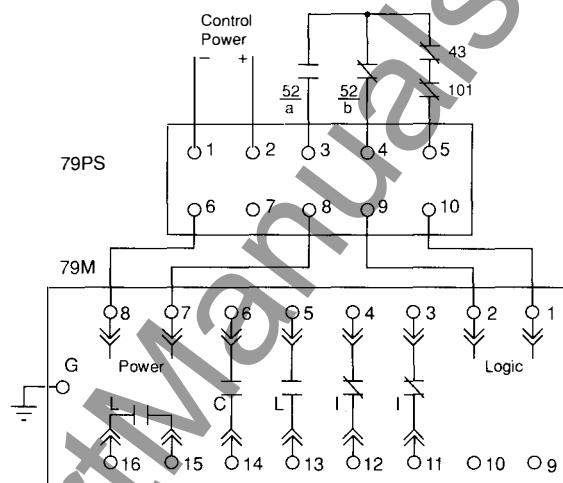 Control
Power
− +
52
a
52
b
43
101
79PS
1 2 3 4 5
6 7 8 9 10
79M
8 7 6 5 4 3 2 1
G
Power
Logic
L C L I I
16 15 14 13 12 11 10 9